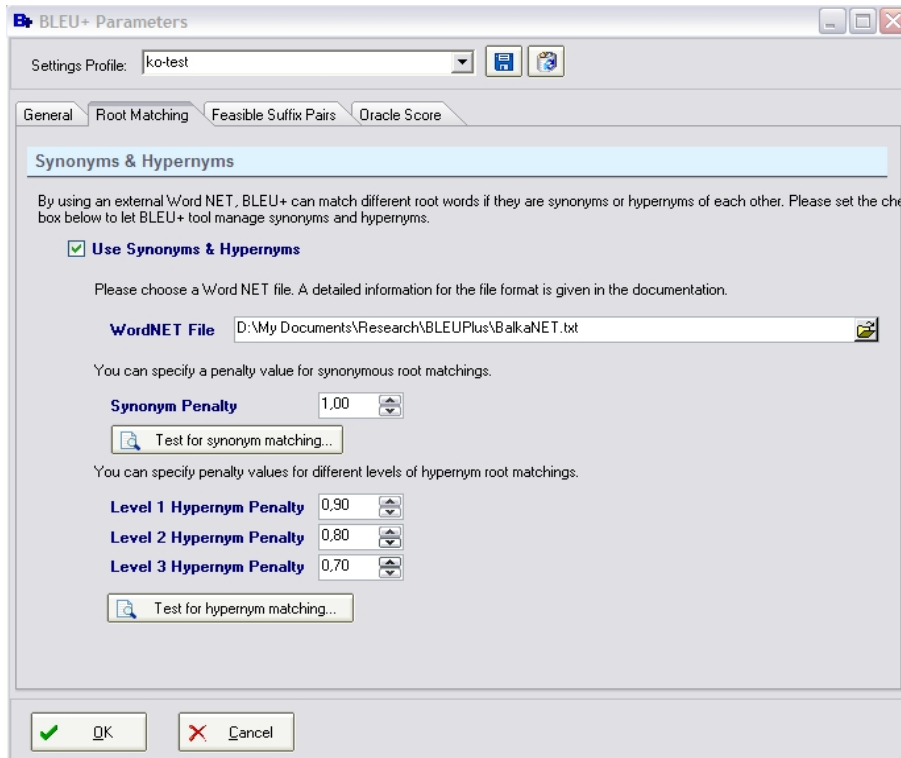 BLEU+ Parameters
Settings Profile: ko-test
General Root Matching Feasible Suffix Pairs Oracle Score
Synonyms & Hypernyms
By using an external Word NET, BLEU+ can match different root words if they are synonyms or hypernyms of each other. Please set the che
box below to let BLEU+ tool manage synonyms and hypernyms.
Use Synonyms & Hypernyms
Please choose a Word NET file. A detailed information for the file format is given in the documentation.
WordNET File D:\My Documents\Research\BLEUPlus\BalkaNET.txt
You can specify a penalty value for synonymous root matchings.
Synonym Penalty 1,00
Test for synonym matching...
You can specify penalty values for different levels of hypernym root matchings.
Level 1 Hypernym Penalty 0,90
Level 2 Hypernym Penalty 0,80
Level 3 Hypernym Penalty 0,70
Test for hypernym matching...
OK Cancel